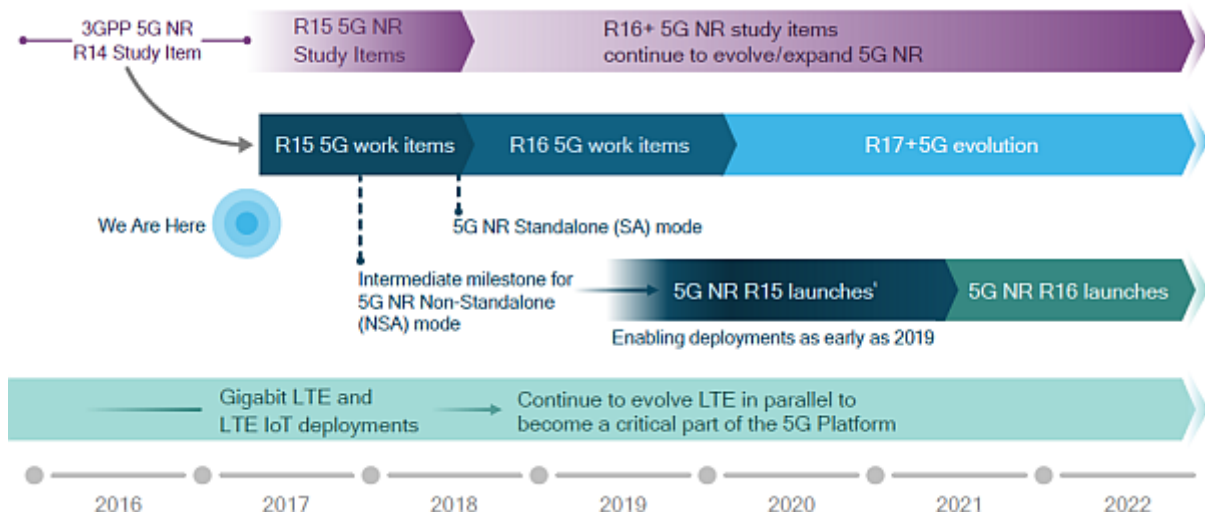 3GPP 5G NR
R14 Study Item
R15 5G NR
Study Items
R16+ 5G NR study items
continue to evolve/expand 5G NR
R15 5G work items
R16 5G work items
R17+5G evolution
We Are Here
5G NR Standalone (SA) mode
Intermediate milestone for
5G NR Non-Standalone
(NSA) mode
5G NR R15 launches¹
5G NR R16 launches
Enabling deployments as early as 2019
Gigabit LTE and
LTE IoT deployments
Continue to evolve LTE in parallel to
become a critical part of the 5G Platform
2016
2017
2018
2019
2020
2021
2022